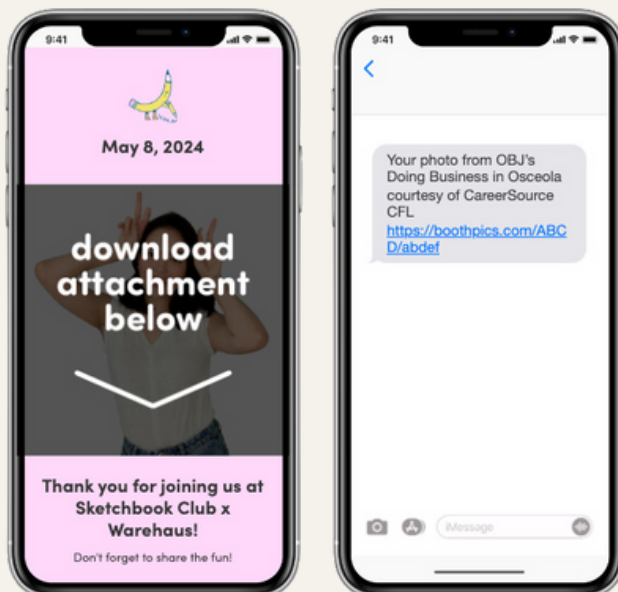 9:41
May 8, 2024
download
attachment
below
Thank you for joining us at
Sketchbook Club x
Warehaus!
Don't forget to share the fun!
9:41
Your photo from OBJ's
Doing Business in Osceola
courtesy of CareerSource
CFL
https://boothpics.com/ABC
D/abdef
iMessage